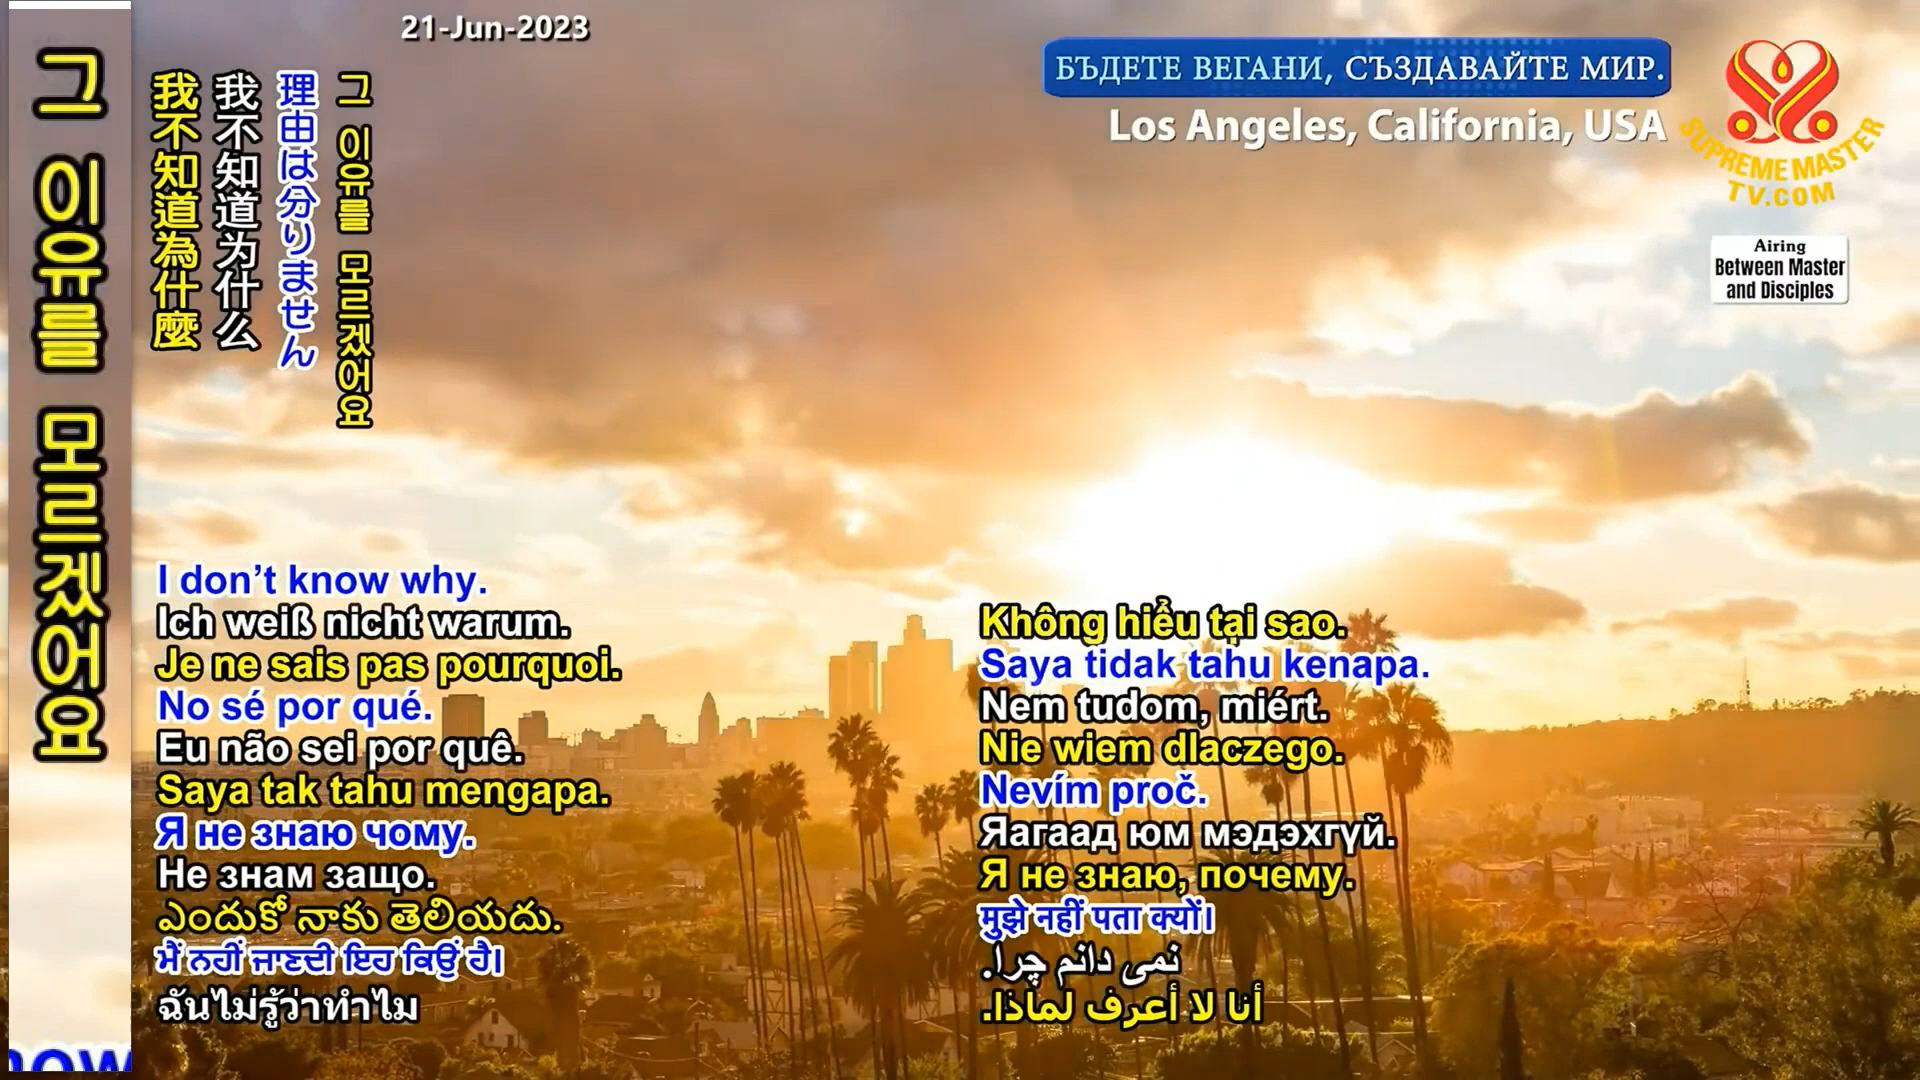 21-Jun-2023
БЪДЕТЕ ВЕГАНИ, СЪЗДАВАЙТЕ МИР.
Los Angeles, California, USA
SUPREME MASTER
TV.COM
Airing
Between Master
and Disciples
그 이유를 모르겠어요
我不知道為什麼
我不知道为什么
理由は分りません
그 이유를 모르겠어요
I don’t know why.
Ich weiß nicht warum.
Je ne sais pas pourquoi.
No sé por qué.
Eu não sei por quê.
Saya tak tahu mengapa.
Я не знаю чому.
Не знам защо.
ఎందుకో నాకు తెలియదు.
ਮੈਂ ਨਹੀਂ ਜਾਣਦੀ ਇਹ ਕਿਉਂ ਹੈ।
ฉันไม่รู้ว่าทำไม
Không hiểu tại sao.
Saya tidak tahu kenapa.
Nem tudom, miért.
Nie wiem dlaczego.
Nevím proč.
Яагаад юм мэдэхгүй.
Я не знаю, почему.
मुझे नहीं पता क्यों।
نمی دانم چرا.
أنا لا أعرف لماذا.
now